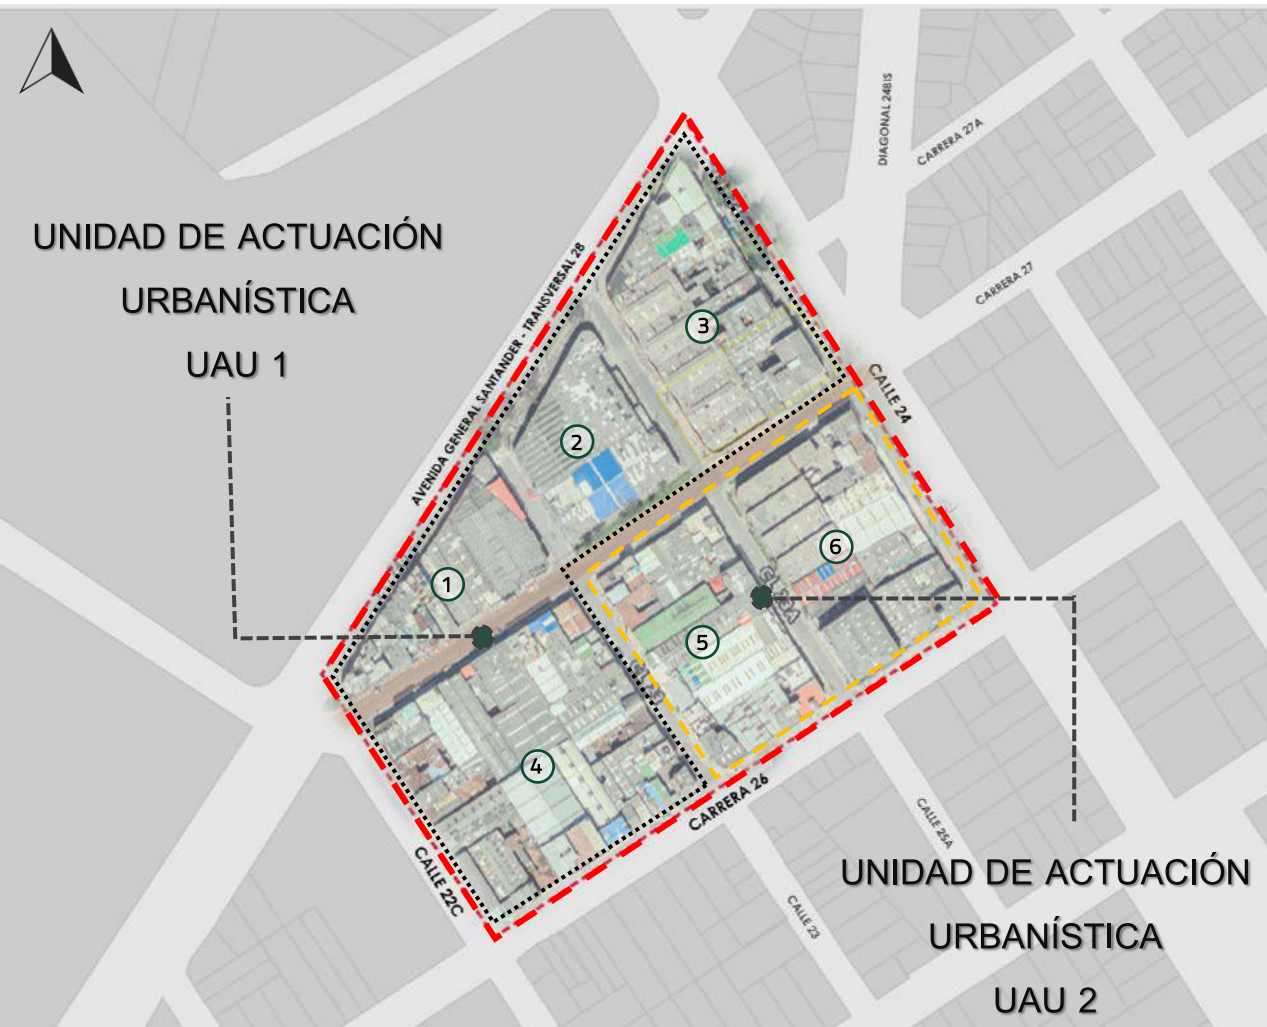 DIAGONAL 24BIS
CARRERA 27A
UNIDAD DE ACTUACIÓN
URBANÍSTICA
UAU 1
CARRERA 27
AVENIDA GENERAL SANTANDER - TRANSVERSAL 28
3
CALLE 24
2
6
1
5
4
CARRERA 26
CALLE 25A
CALLE 22C
CALLE 23
UNIDAD DE ACTUACIÓN
URBANÍSTICA
UAU 2